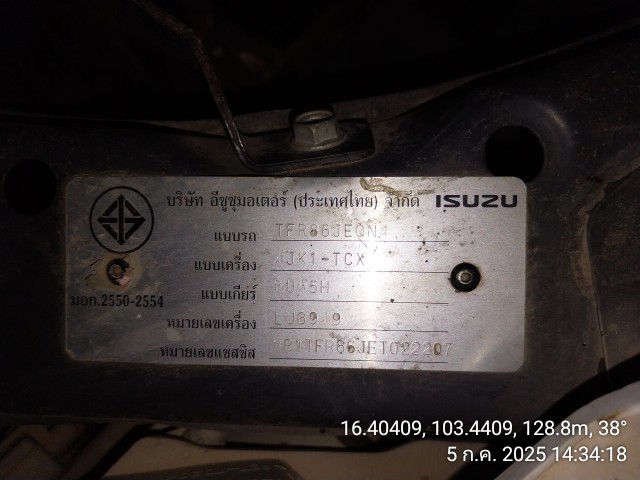 บริษัท อีซูซุมอเตอร์ (ประเทศไทย) จำกัด ISUZU
แบบรถ TFR86JEQN4
แบบเครื่อง 4JK1-TCX
แบบเกียร์
มอก.2550-2554
หมายเลขเครื่อง
หมายเลขแชสซีส MP1TFR86JET022207
16.40409, 103.4409, 128.8m, 38°
5 ก.ค. 2025 14:34:18